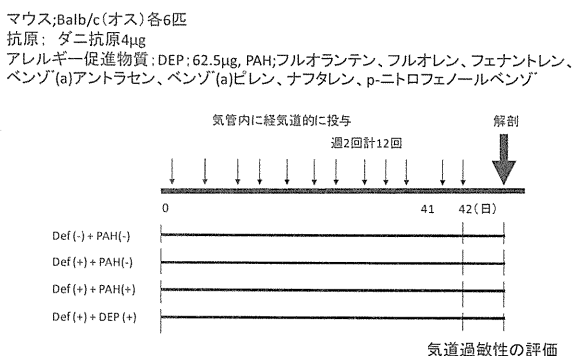 マウス;Balb/c(オス)各6匹
抗原: ダニ抗原4μg
アレルギー促進物質;DEP;62.5μg, PAH;フルオランテン、フルオレン、フェナントレン、
ベンゾ゙(a)アントラセン、ベンゾ゙(a)ピレン、ナフタレン、p-ニトロフェノールベンゾ゙
気管内に経気道的に投与
解剖
週2回計12回
0
41
42(日)
Def (-) + PAH(-)
Def (+) + PAH(-)
Def (+) + PAH(+)
Def (+) + DEP (+)
気道過敏性の評価